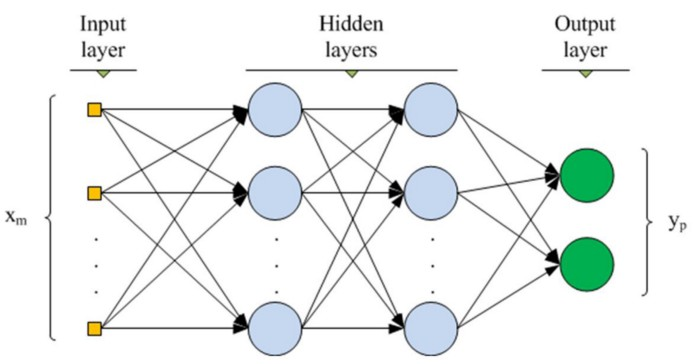 Input
layer
Hidden
layers
Output
layer
xm
yp